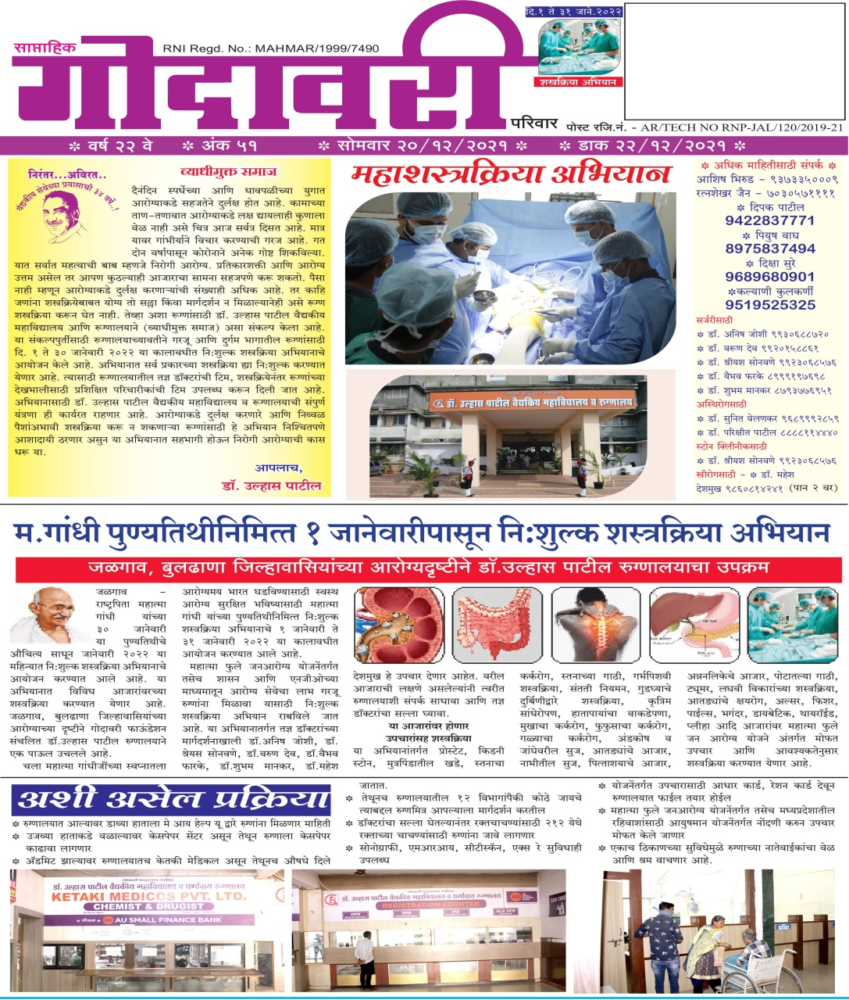 दि.१ ते ३१ जाने.२०२२
शस्त्रक्रिया अभियान
साप्ताहिक
RNI Regd. No.: MAHMAR/1999/7490
गोदावरी
परिवार
पोस्ट रजि.नं. - AR/TECH NO RNP-JAL/120/2019-21
❉ वर्ष २२ वे ❉ अंक ५१ ❉ सोमवार २०/१२/२०२१ ❉ ❉ डाक २२/१२/२०२१ ❉
निरंतर...अविरत..
वैद्यकीय सेवेच्या प्रवासाची ३४ वर्षे..!
व्याधीमुक्त समाज
दैनंदिन स्पर्धेच्या आणि धावपळीच्या युगात
आरोग्याकडे सहजतेने दुर्लक्ष होत आहे. कामाच्या
ताण-तणावात आरोग्याकडे लक्ष द्यायलाही कुणाला
वेळ नाही असे चित्र आज सर्वत्र दिसत आहे. मात्र
यावर गांभीर्याने विचार करण्याची गरज आहे. गत
दोन वर्षापासून कोरोनाने अनेक गोष्ट शिकविल्या.
यात सर्वात महत्वाची बाब म्हणजे निरोगी आरोग्य. प्रतिकारशक्ती आणि आरोग्य
उत्तम असेल तर आपण कुठल्याही आजाराचा सामना सहजपणे करू शकतो. पैसा
नाही म्हणून आरोग्याकडे दुर्लक्ष करणाऱ्यांची संख्याही अधिक आहे. तर काहि
जणांना शस्त्रक्रियेबाबत योग्य तो सल्ला किंवा मार्गदर्शन न मिळाल्यानेही असे रूग्ण
शस्त्रक्रिया करून घेत नाही. तेव्हा अशा रूग्णांसाठी डॉ. उल्हास पाटील वैद्यकीय
महाविद्यालय आणि रूग्णालयाने (व्याधीमुक्त समाज) असा संकल्प केला आहे.
या संकल्पपुर्तीसाठी रूग्णालयाच्यावतीने गरजू आणि दुर्गम भागातील रूग्णांसाठी
दि. १ ते ३० जानेवारी २०२२ या कालावधीत नि:शुल्क शस्त्रक्रिया अभियानाचे
आयोजन केले आहे. अभियानात सर्व प्रकारच्या शस्त्रक्रिया ह्या नि:शुल्क करण्यात
येणार आहे. त्यासाठी रूग्णालयातील तज्ञ डॉक्टरांची टिम, शस्त्रक्रियेनंतर रूग्णांच्या
देखभालीसाठी प्रशिक्षित परिचारीकांची टिम उपलब्ध करून दिली जात आहे.
अभियानासाठी डॉ. उल्हास पाटील वैद्यकीय महाविद्यालय व रूग्णालयाची संपुर्ण
यंत्रणा ही कार्यरत राहणार आहे. आरोग्याकडे दुर्लक्ष करणारे आणि निव्वळ
पैशांअभावी शस्त्रक्रिया करू न शकणाऱ्या रूग्णांसाठी हे अभियान निश्चितपणे
आशादायी ठरणार असुन या अभियानात सहभागी होऊन निरोगी आरोग्याची कास
धरू या.
आपलाच,
डॉ. उल्हास पाटील
महाशस्त्रक्रिया अभियान
डॉ. उल्हास पाटील वैद्यकिय महाविद्यालय व रुग्णालय
❉ अधिक माहितीसाठी संपर्क ❉
आशिष भिरुड - ९३७३३५०००९
रत्नशेखर जैन - ७०३०५७११११
❉ दिपक पाटील
9422837771
❉ पियुष वाघ
8975837494
❉ दिक्षा सुरे
9689680901
❉कल्याणी कुलकर्णी
9519525325
सर्जरीसाठी
❉ डॉ. अनिष जोशी ९९३०६८८७२०
❉ डॉ. वरूण देव ९९२०१५८८६१
❉ डॉ. श्रीयश सोनवणे ९९२३०६८५७६
❉ डॉ. वैभव फरके ८९९९१९७६९८
❉ डॉ. शुभम मानकर ८७९३७७६९५१
अस्थिरोगसाठी
❉ डॉ. सुनित वेलणकर ९६८९९९२८५९
❉ डॉ. परिक्षीत पाटील ८८८८११४४४०
स्टोन क्लिनीकसाठी
❉ डॉ. श्रीयश सोनवणे ९९२३०६८५७६
स्त्रीरोगसाठी - ❉ डॉ. महेश
देशमुख ९८६०८१४२४१ (पान २ वर)
म.गांधी पुण्यतिथीनिमित्त १ जानेवारीपासून नि:शुल्क शस्त्रक्रिया अभियान
जळगाव, बुलढाणा जिल्हावासियांच्या आरोग्यदृष्टीने डॉ.उल्हास पाटील रुग्णालयाचा उपक्रम
जळगाव –
राष्ट्रपिता महात्मा
गांधी यांच्या
३० जानेवारी
या पुण्यतिथीचे
औचित्य साधून जानेवारी २०२२ या
महिन्यात नि:शुल्क शस्त्रक्रिया अभियानाचे
आयोजन करण्यात आले आहे. या
अभियानात विविध आजारांवरच्या
शस्त्रक्रिया करण्यात येणार आहे.
जळगाव, बुलढाणा जिल्हावासियांच्या
आरोग्याच्या दृष्टीने गोदावरी फाऊंडेशन
संचलित डॉ.उल्हास पाटील रुग्णालयाने
एक पाऊल उचलले आहे.
चला महात्मा गांधीजींच्या स्वप्नातला
आरोग्यमय भारत घडविण्यासाठी स्वस्थ
आरोग्य सुरक्षित भविष्यासाठी महात्मा
गांधी यांच्या पुण्यतिथीनिमित्त नि:शुल्क
शस्त्रक्रिया अभियानाचे १ जानेवारी ते
३१ जानेवारी २०२२ या कालावधीत
आयोजन करण्यात आले आहे.
महात्मा फुले जनआरोग्य योजनेंतर्गत
तसेच शासन आणि एनजीओच्या
माध्यमातून आरोग्य सेवेचा लाभ गरजू
रुग्णांना मिळावा यासाठी नि:शुल्क
शस्त्रक्रिया अभियान राबविले जात
आहे. या अभियानातर्गत तज्ञ डॉक्टरांच्या
मार्गदर्शनाखाली डॉ.अनिष जोशी, डॉ.
श्रेयस सोनवणे, डॉ.वरुण देव, डॉ.वैभव
फारके, डॉ.शुभम मानकर, डॉ.महेश
देशमुख हे उपचार देणार आहेत. वरील
आजाराची लक्षणे असलेल्यांनी त्वरीत
रुग्णालयाशी संपर्क साधावा आणि तज्ञ
डॉक्टरांचा सल्ला घ्यावा.
या आजारांवर होणार
उपचारांसह शस्त्रक्रिया
या अभियानांतर्गत प्रोस्टेट, किडनी
स्टोन, मुत्रपिंडातील खडे, स्तनाचा
कर्करोग, स्तनाच्या गाठी, गर्भपिशवी
शस्त्रक्रिया, संतती नियमन, गुडघ्याचे
दुर्बिणीद्वारे शस्त्रक्रिया, कृत्रिम
सांधेरोपण, हातापायांचा वाकडेपणा,
मुखाचा कर्करोग, फुफुसाचा कर्करोग,
गळ्याचा कर्करोग, अंडकोष व
जांघेवरील सुज, आतड्यांचे आजार,
नाभीतील सुज, पित्ताशयाचे आजार,
अन्ननलिकेचे आजार, पोटातल्या गाठी,
ट्यूमर, लघवी विकारांच्या शस्त्रक्रिया,
आतड्यांचे क्षयरोग, अल्सर, फिशर,
पाईल्स, भगंदर, डायबेटिक, थायरॉईड,
प्लीहा आदि आजारांवर महात्मा फुले
जन आरोग्य योजने अंतर्गत मोफत
उपचार आणि आवश्यकतेनुसार
शस्त्रक्रिया करण्यात येणार आहे.
अशी असेल प्रक्रिया
❉ रुग्णालयात आल्यावर डाव्या हाताला मे आय हेल्प यू द्वारे रुग्णांना मिळणार माहिती
❉ उजव्या हाताकडे वळाल्यावर केसपेपर सेंटर असून तेथून रुग्णाला केसपेपर
काढावा लागणार
❉ अ‍ॅडमिट झाल्यावर रुग्णालयातच केतकी मेडिकल असून तेथूनच औषधे दिले
जातात.
❉ तेथूनच रुग्णालयातील १२ विभागांपैकी कोठे जायचे
त्याबद्दल रुग्णमित्र आपल्याला मार्गदर्शन करतील
❉ डॉक्टरांचा सल्ला घेतल्यानंतर रक्तचाचण्यांसाठी २१२ येथे
रक्ताच्या चाचण्यांसाठी रुग्णांना जावे लागणार
❉ सोनोग्राफी, एमआरआय, सीटीस्कॅन, एक्स रे सुविधाही
उपलब्ध
❉ योजनेंतर्गत उपचारासाठी आधार कार्ड, रेशन कार्ड देवून
रुग्णालयात फाईल तयार होईल
❉ महात्मा फुले जनआरोग्य योजनेंतर्गत तसेच मध्यप्रदेशातील
रहिवाशांसाठी आयुषमान योजनेंतर्गत नोंदणी करुन उपचार
मोफत केले जाणार
❉ एकाच ठिकाणच्या सुविधेमुळे रुग्णाच्या नातेवाईकांचा वेळ
आणि श्रम वाचणार आहे.
डॉ. उल्हास पाटील वैद्यकीय महाविद्यालय व धर्मादाय रूग्णालय
KETAKI MEDICOS PVT. LTD.
CHEMIST & DRUGIST
AU SMALL FINANCE BANK
डॉ. उल्हास पाटील वैद्यकीय महाविद्यालय व धर्मादाय रूग्णालय
REGISTRATION COUNTER
OPD
IPD
OLD OPD
CASH COUNTER